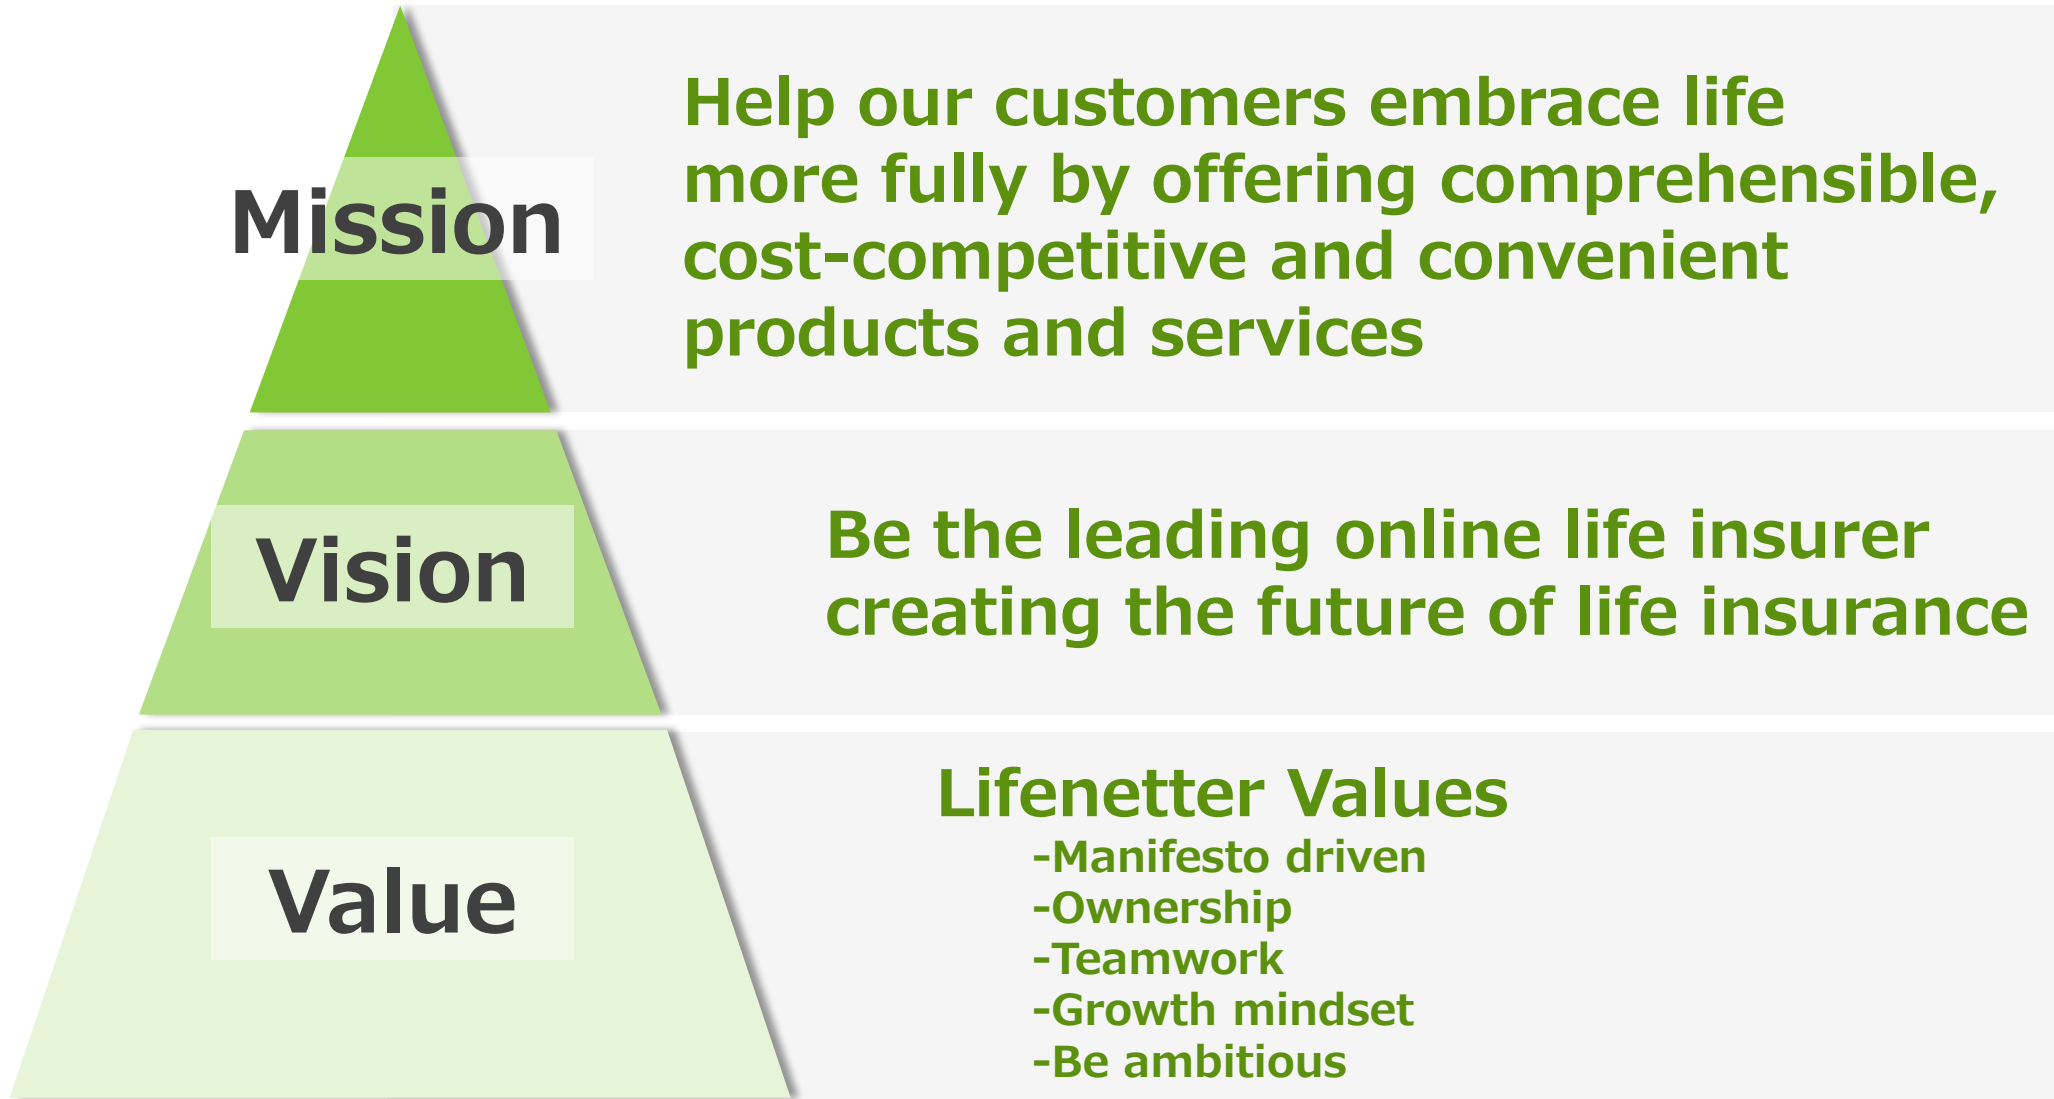 Mission
Help our customers embrace life
more fully by offering comprehensible,
cost-competitive and convenient
products and services
Vision
Be the leading online life insurer
creating the future of life insurance
Value
Lifenetter Values
-Manifesto driven
-Ownership
-Teamwork
-Growth mindset
-Be ambitious